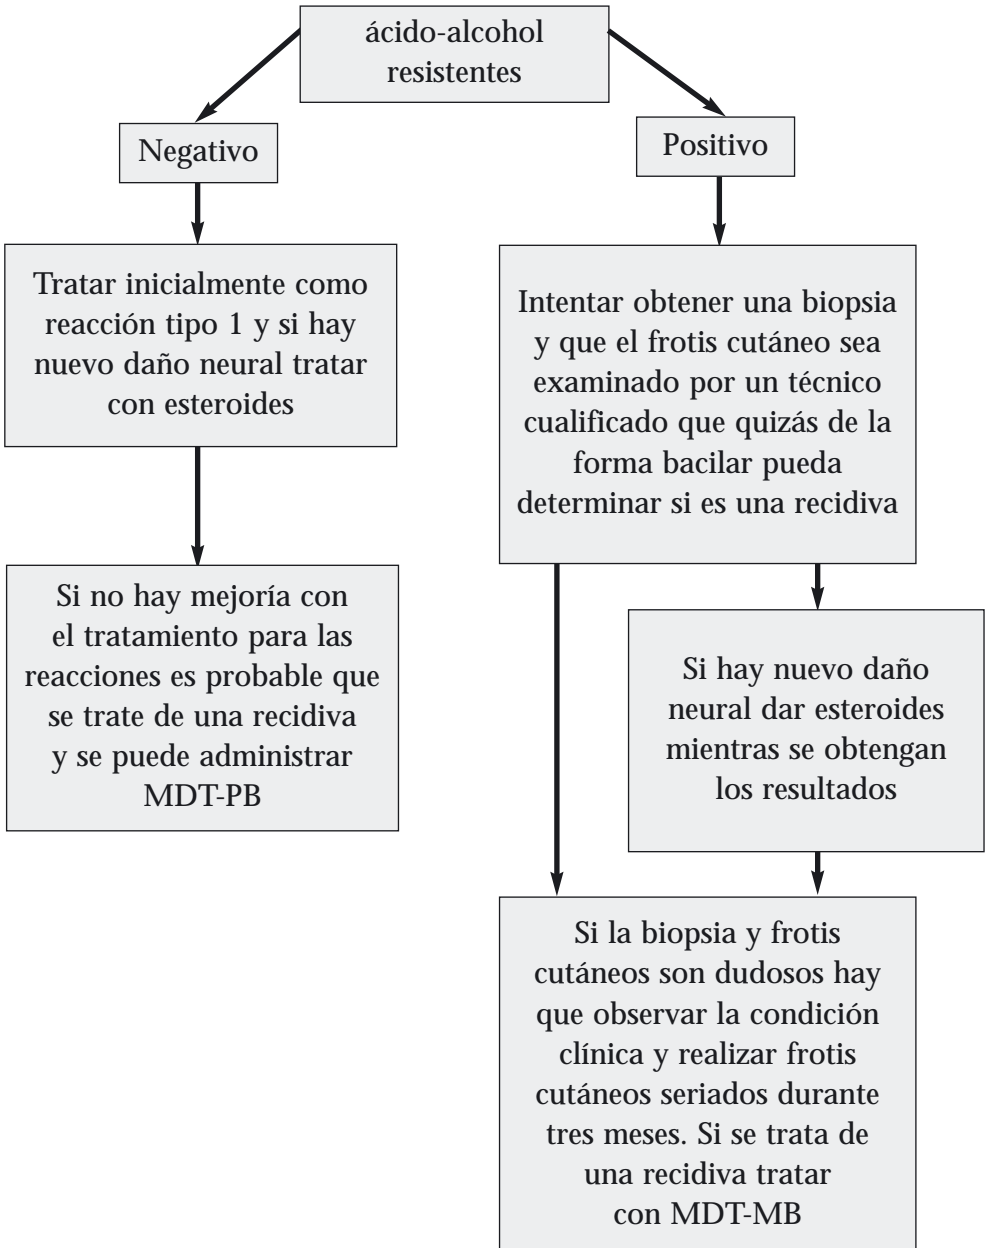 ácido-alcohol
resistentes
Negativo
Positivo
Tratar inicialmente como
reacción tipo 1 y si hay
nuevo daño neural tratar
con esteroides
Intentar obtener una biopsia
y que el frotis cutáneo sea
examinado por un técnico
cualificado que quizás de la
forma bacilar pueda
determinar si es una recidiva
Si no hay mejoría con
el tratamiento para las
reacciones es probable que
se trate de una recidiva
y se puede administrar
MDT-PB
Si hay nuevo daño
neural dar esteroides
mientras se obtengan
los resultados
Si la biopsia y frotis
cutáneos son dudosos hay
que observar la condición
clínica y realizar frotis
cutáneos seriados durante
tres meses. Si se trata de
una recidiva tratar
con MDT-MB